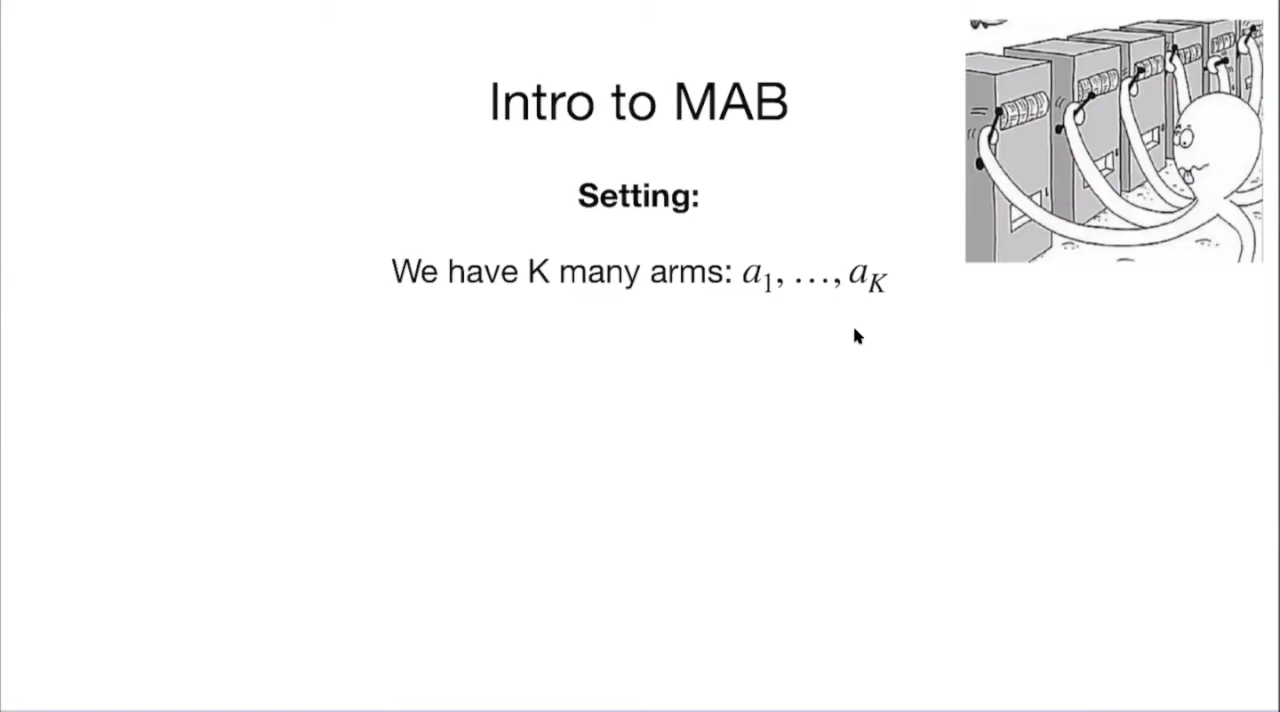 Intro to MAB
Setting:
We have K many arms: a₁, …, a_K